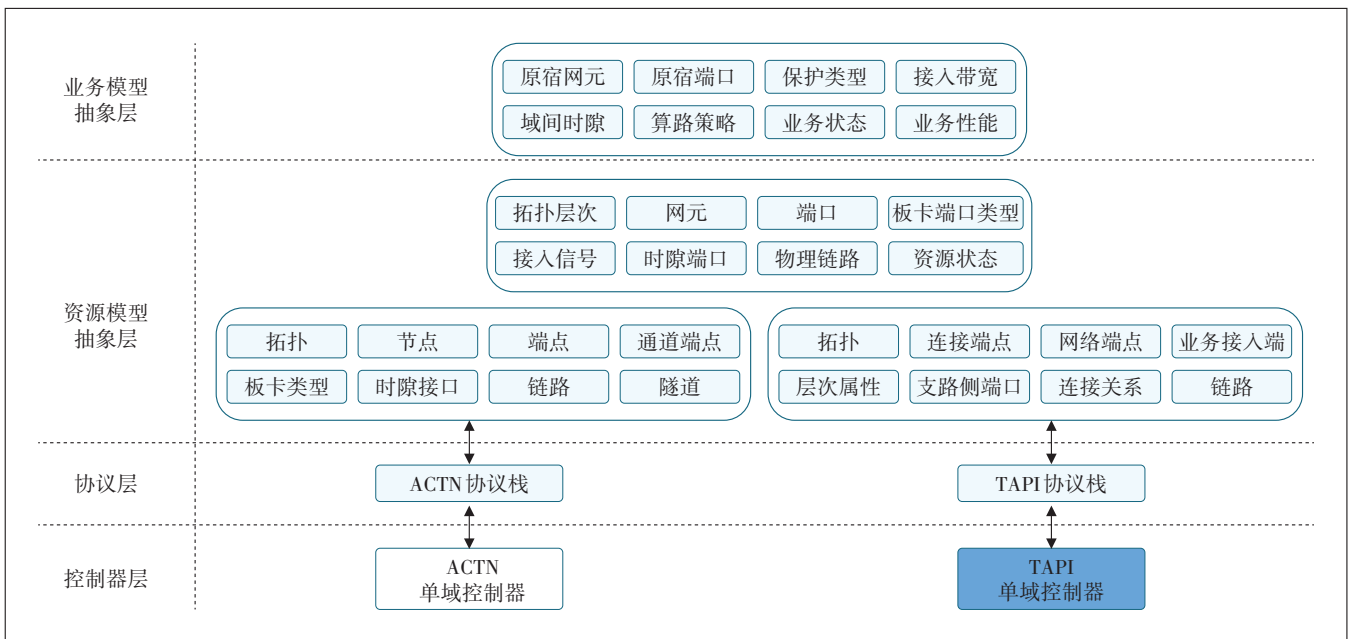 业务模型
抽象层
原宿网元 原宿端口 保护类型 接入带宽
域间时隙 算路策略 业务状态 业务性能
资源模型
抽象层
拓扑层次 网元 端口 板卡端口类型
接入信号 时隙端口 物理链路 资源状态
拓扑 节点 端点 通道端点
板卡类型 时隙接口 链路 隧道
拓扑 连接端点 网络端点 业务接入端
层次属性 支路侧端口 连接关系 链路
协议层
ACTN协议栈
TAPI协议栈
控制器层
ACTN
单域控制器
TAPI
单域控制器